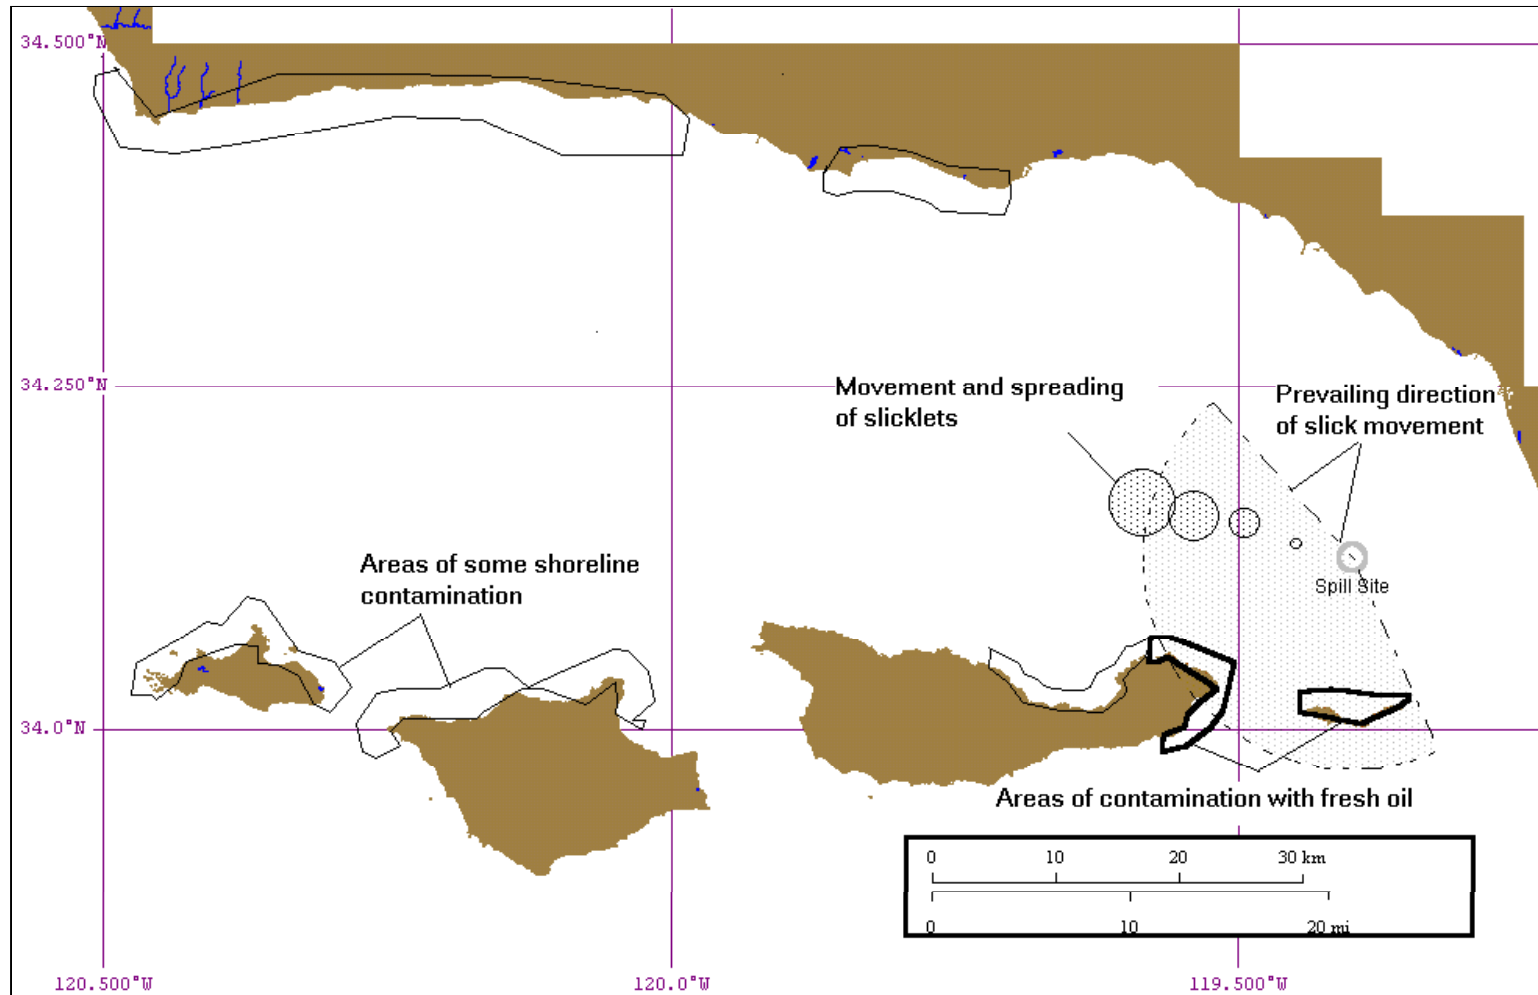 34.500°N
34.250°N
Movement and spreading
of slicklets
Prevailing direction
of slick movement
Areas of some shoreline
contamination
Spill Site
34.0°N
Areas of contamination with fresh oil
0 10 20 30 km
0 10 20 mi
120.500°W 120.0°W 119.500°W